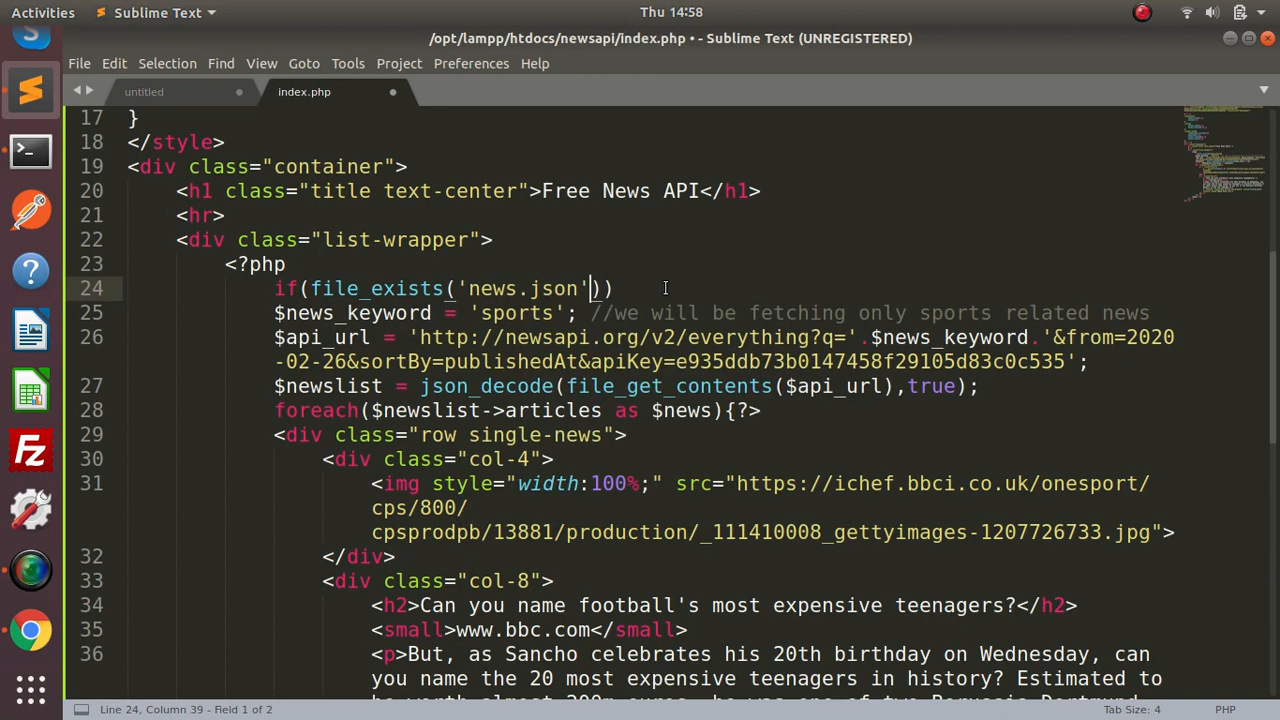 Activities
Sublime Text
Thu 14:58
/opt/lampp/htdocs/newsapi/index.php • - Sublime Text (UNREGISTERED)
File Edit Selection Find View Goto Tools Project Preferences Help
untitled
index.php
17 }
18 </style>
19 <div class="container">
20 <h1 class="title text-center">Free News API</h1>
21 <hr>
22 <div class="list-wrapper">
23 <?php
24 if(file_exists('news.json'))
25 $news_keyword = 'sports'; //we will be fetching only sports related news
26 $api_url = 'http://newsapi.org/v2/everything?q='.$news_keyword.'&from=2020
-02-26&sortBy=publishedAt&apiKey=e935ddb73b0147458f29105d83c0c535';
27 $newslist = json_decode(file_get_contents($api_url),true);
28 foreach($newslist->articles as $news){?>
29 <div class="row single-news">
30 <div class="col-4">
31 <img style="width:100%;" src="https://ichef.bbci.co.uk/onesport/
cps/800/
cpsprodpb/13881/production/_111410008_gettyimages-1207726733.jpg">
32 </div>
33 <div class="col-8">
34 <h2>Can you name football's most expensive teenagers?</h2>
35 <small>www.bbc.com</small>
36 <p>But, as Sancho celebrates his 20th birthday on Wednesday, can
you name the 20 most expensive teenagers in history? Estimated to
Line 24, Column 39 - Field 1 of 2
Tab Size: 4
PHP